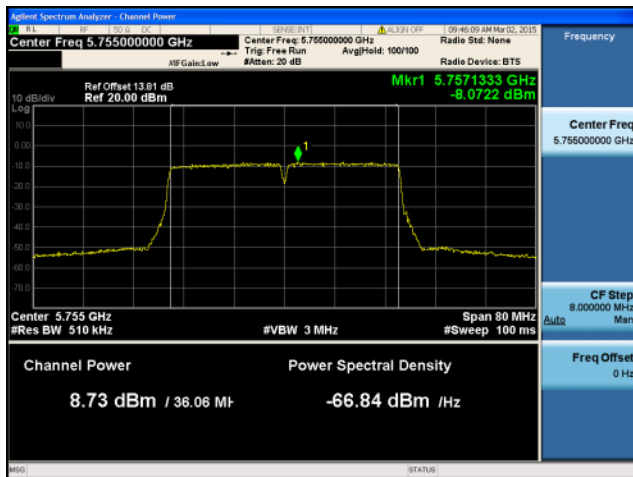 Agilent Spectrum Analyzer - Channel Power
RL RF 50 Ω DC SENSE:INT ALIGN OFF 09:46:09 AM Mar 02, 2015
Center Freq 5.755000000 GHz
Center Freq: 5.755000000 GHz Radio Std: None
Trig: Free Run Avg|Hold: 100/100
#IFGain:Low #Atten: 20 dB Radio Device: BTS
Ref Offset 13.81 dB
10 dB/div Ref 20.00 dBm
Mkr1 5.7571333 GHz
-8.0722 dBm
Log
10.0
0.00
-10.0
-20.0
-30.0
-40.0
-50.0
-60.0
-70.0
1
Center 5.755 GHz Span 80 MHz
#Res BW 510 kHz #VBW 3 MHz #Sweep 100 ms
Channel Power Power Spectral Density
8.73 dBm / 36.06 MH -66.84 dBm /Hz
MSG STATUS
Frequency
Center Freq
5.755000000 GHz
CF Step
8.000000 MHz
Auto Man
Freq Offset
0 Hz